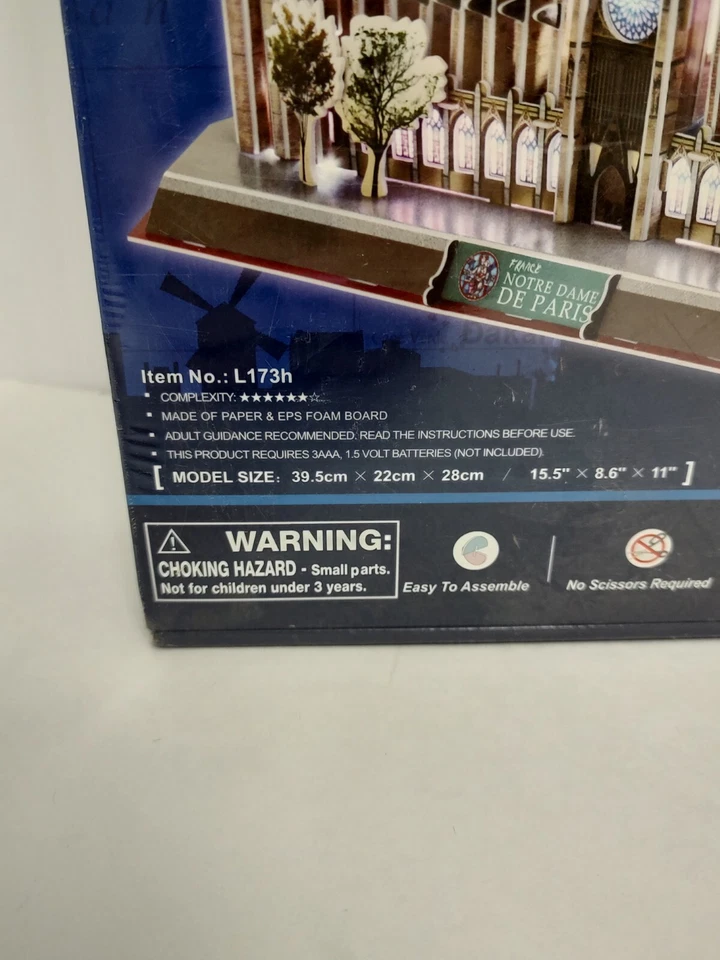 FRANCE
NOTRE DAME
DE PARIS
Dakar
Item No.: L173h
COMPLEXITY: ★★★★★★☆
MADE OF PAPER & EPS FOAM BOARD
ADULT GUIDANCE RECOMMENDED. READ THE INSTRUCTIONS BEFORE USE.
THIS PRODUCT REQUIRES 3AAA, 1.5 VOLT BATTERIES (NOT INCLUDED).
[ MODEL SIZE: 39.5cm × 22cm × 28cm / 15.5" × 8.6" × 11" ]
WARNING:
CHOKING HAZARD - Small parts.
Not for children under 3 years.
Easy To Assemble
No Scissors Required